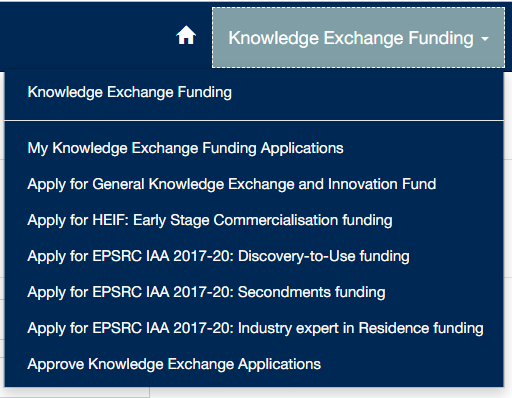 Knowledge Exchange Funding
Knowledge Exchange Funding
My Knowledge Exchange Funding Applications
Apply for General Knowledge Exchange and Innovation Fund
Apply for HEIF: Early Stage Commercialisation funding
Apply for EPSRC IAA 2017-20: Discovery-to-Use funding
Apply for EPSRC IAA 2017-20: Secondments funding
Apply for EPSRC IAA 2017-20: Industry expert in Residence funding
Approve Knowledge Exchange Applications